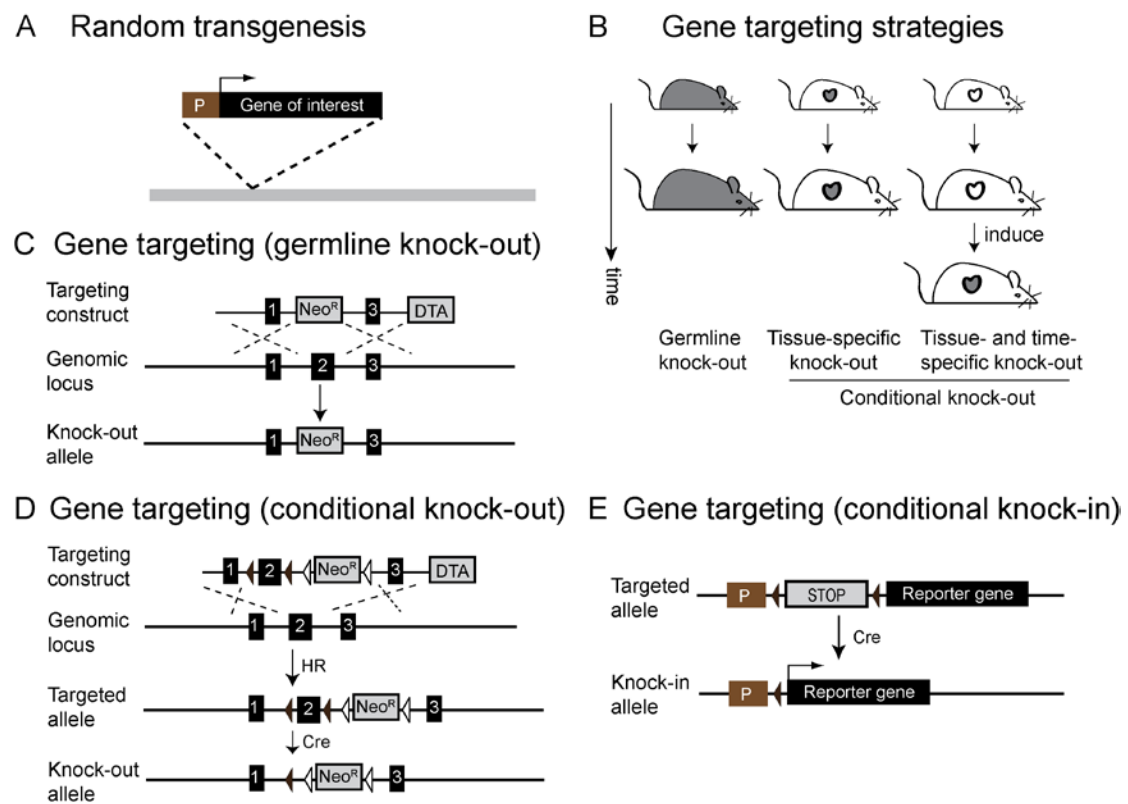 A Random transgenesis
P Gene of interest
B Gene targeting strategies
induce
time
Germline
knock-out
Tissue-specific
knock-out
Tissue- and time-
specific knock-out
Conditional knock-out
C Gene targeting (germline knock-out)
Targeting
construct
1 Neoᴿ 3 DTA
Genomic
locus
1 2 3
Knock-out
allele
1 Neoᴿ 3
D Gene targeting (conditional knock-out)
Targeting
construct
1 2 Neoᴿ 3 DTA
Genomic
locus
1 2 3
HR
Targeted
allele
1 2 Neoᴿ 3
Cre
Knock-out
allele
1 Neoᴿ 3
E Gene targeting (conditional knock-in)
Targeted
allele
P STOP Reporter gene
Cre
Knock-in
allele
P Reporter gene